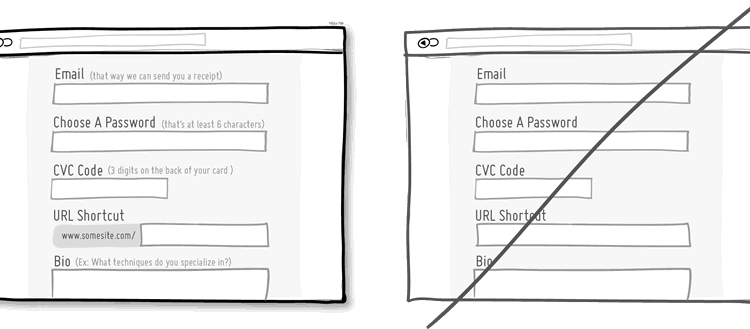 Email (that way we can send you a receipt)
Choose A Password (that's at least 6 characters)
CVC Code (3 digits on the back of your card )
URL Shortcut
www.somesite.com/
Bio (Ex: What techniques do you specialize in?)
Email
Choose A Password
CVC Code
URL Shortcut
Bio